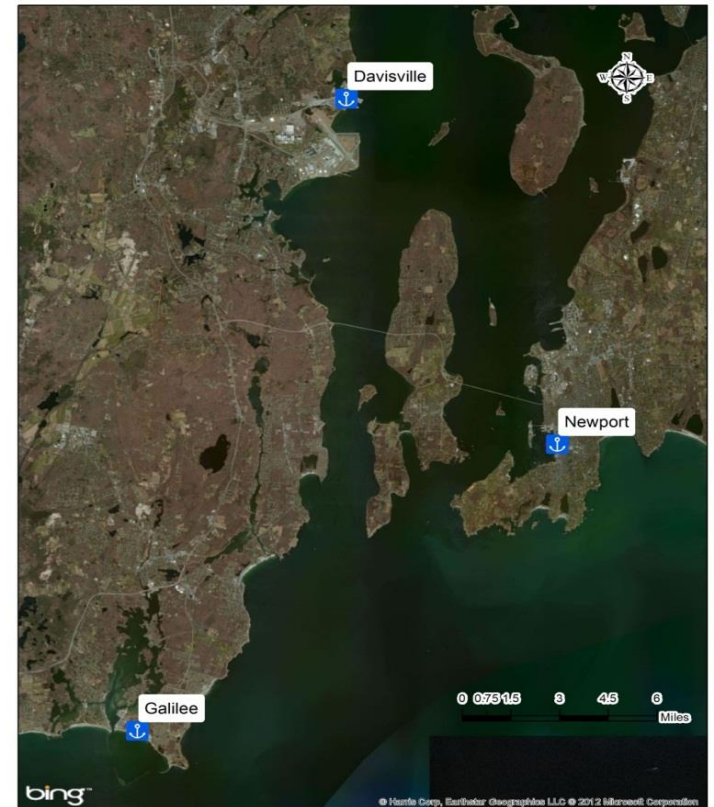 Davisville
N
W E
S
Newport
Galilee
0 0.75 1.5 3 4.5 6
Miles
bing™
© Harris Corp, Earthstar Geographics LLC © 2012 Microsoft Corporation